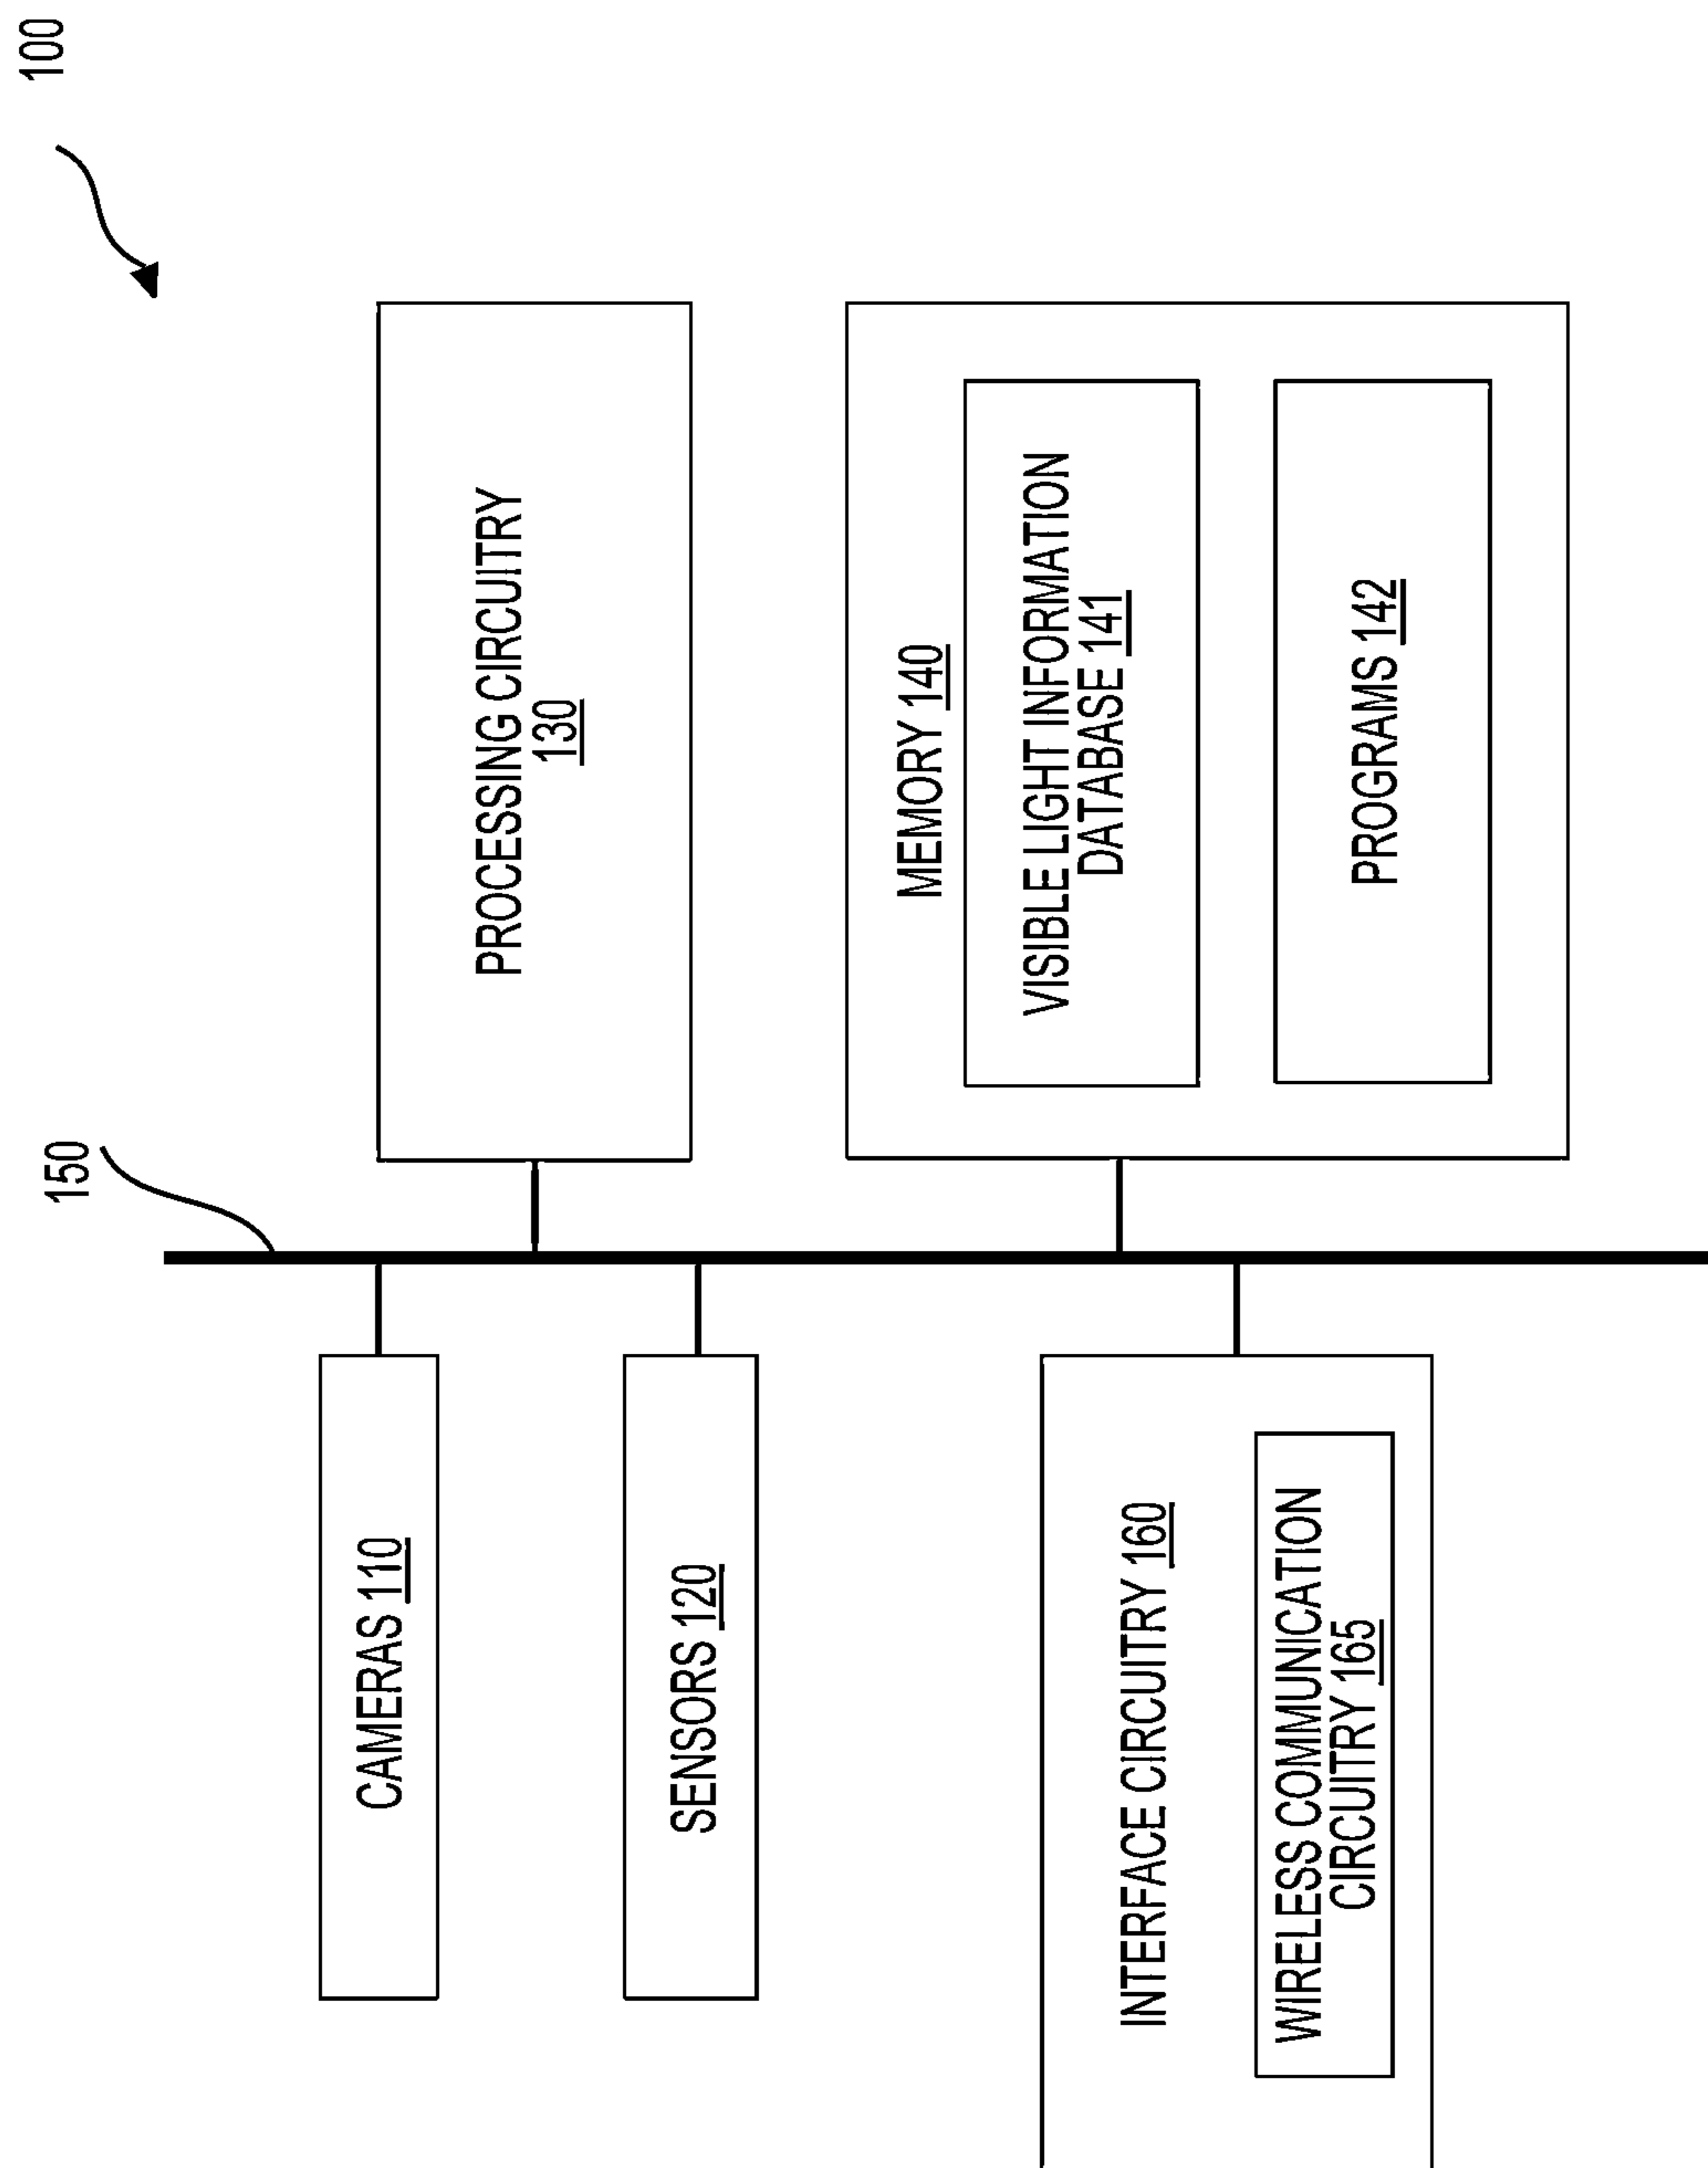 100
150
CAMERAS 110
PROCESSING CIRCUITRY
130
SENSORS 120
MEMORY 140
VISIBLE LIGHT INFORMATION
DATABASE 141
INTERFACE CIRCUITRY 160
WIRELESS COMMUNICATION
CIRCUITRY 165
PROGRAMS 142